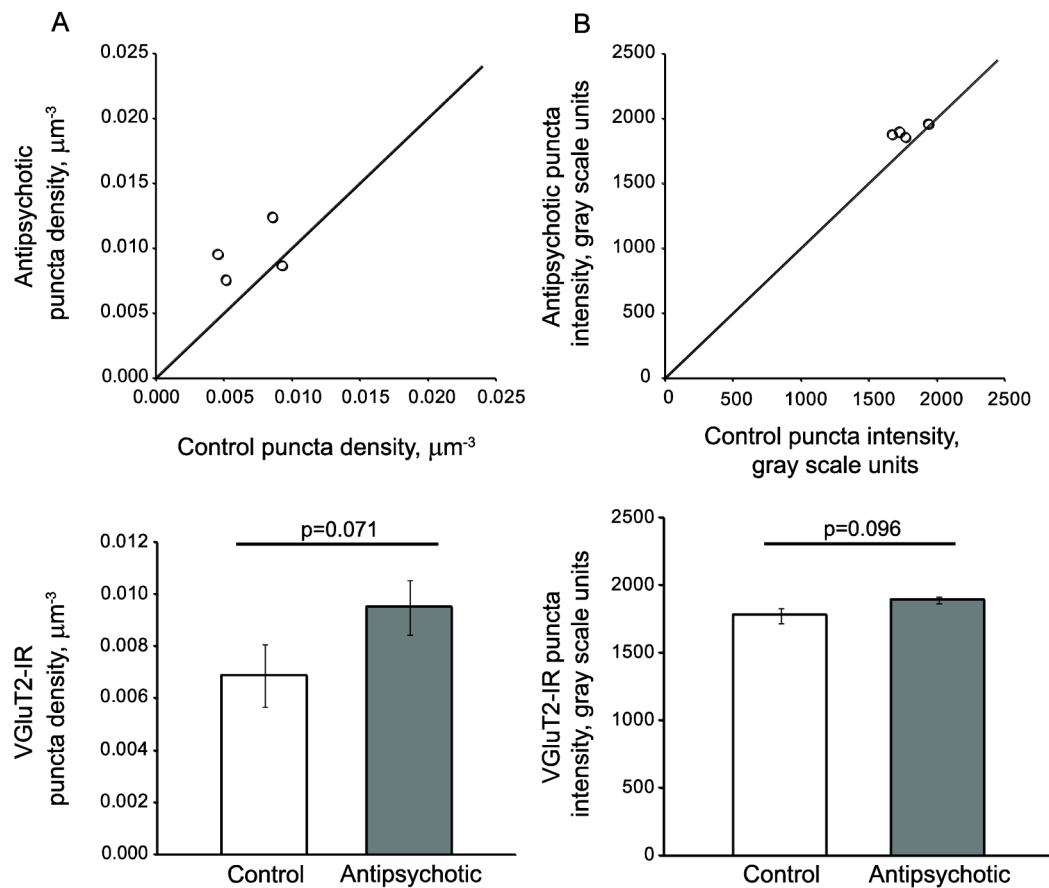 A
0.025
0.020
0.015
0.010
0.005
0.000
Antipsychotic
puncta density, µm-3
0.000 0.005 0.010 0.015 0.020 0.025
Control puncta density, µm-3
B
2500
2000
1500
1000
500
0
Antipsychotic puncta
intensity, gray scale units
0 500 1000 1500 2000 2500
Control puncta intensity,
gray scale units
0.012
0.010
0.008
0.006
0.004
0.002
0.000
VGluT2-IR
puncta density, µm-3
p=0.071
Control Antipsychotic
2500
2000
1500
1000
500
0
VGluT2-IR puncta
intensity, gray scale units
p=0.096
Control Antipsychotic